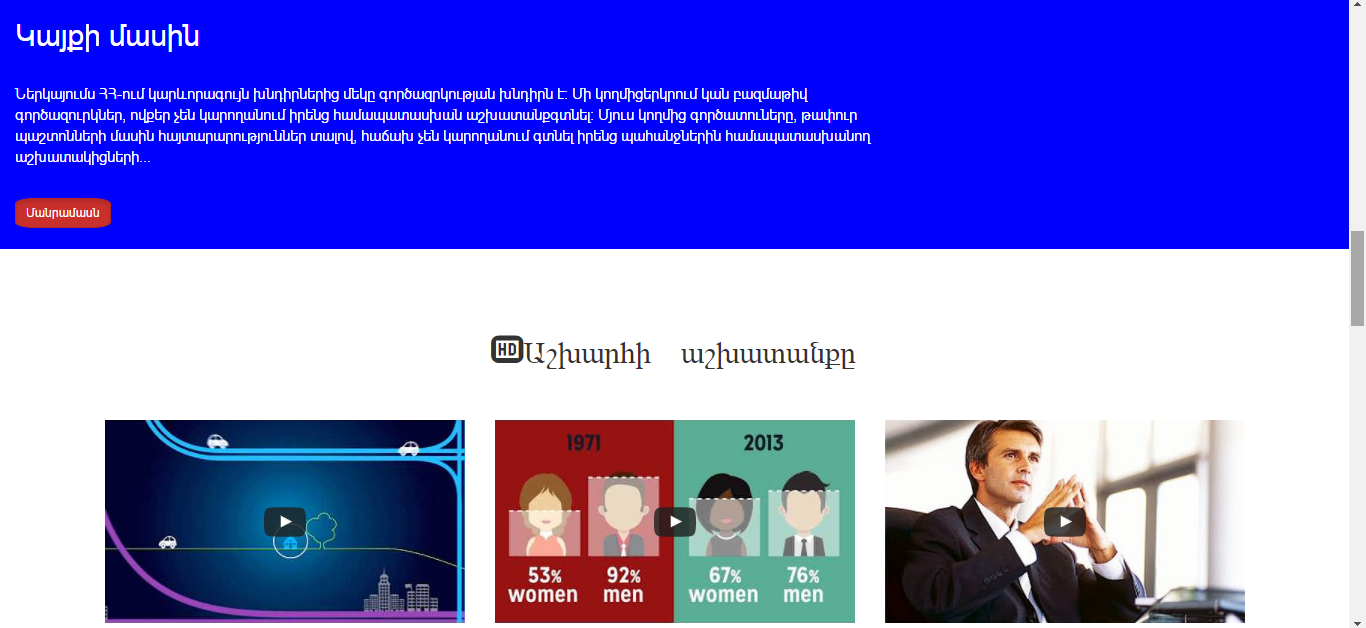 Կայքի մասին
Ներկայումս ՀՀ-ում կարևորագույն խնդիրներից մեկը գործազրկության խնդիրն է: Մի կողմիցերկրում կան բազմաթիվ
գործազուրկներ, ովքեր չեն կարողանում իրենց համապատասխան աշխատանքգտնել: Մյուս կողմից գործատուները, թափուր
պաշտոնների մասին հայտարարություններ տալով, հաճախ չեն կարողանում գտնել իրենց պահանջներին համապատասխանող
աշխատակիցների...
Մանրամասն
HD Աշխարհի աշխատանքը
1971 2013
53% 92% 67% 76%
women men women men